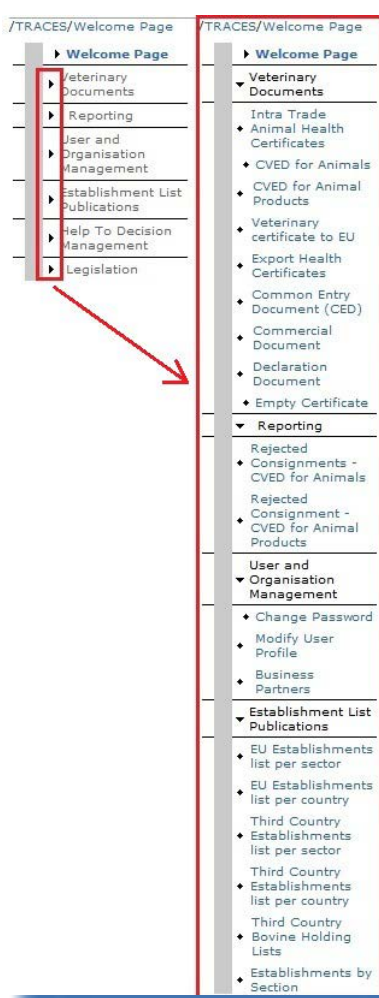 /TRACES/Welcome Page
Welcome Page
Veterinary
Documents
Reporting
User and
Organisation
Management
Establishment List
Publications
Help To Decision
Management
Legislation
/TRACES/Welcome Page
Welcome Page
Veterinary
Documents
Intra Trade
Animal Health
Certificates
CVED for Animals
CVED for Animal
Products
Veterinary
certificate to EU
Export Health
Certificates
Common Entry
Document (CED)
Commercial
Document
Declaration
Document
Empty Certificate
Reporting
Rejected
Consignments -
CVED for Animals
Rejected
Consignment -
CVED for Animal
Products
User and
Organisation
Management
Change Password
Modify User
Profile
Business
Partners
Establishment List
Publications
EU Establishments
list per sector
EU Establishments
list per country
Third Country
Establishments
list per sector
Third Country
Establishments
list per country
Third Country
Bovine Holding
Lists
Establishments by
Section